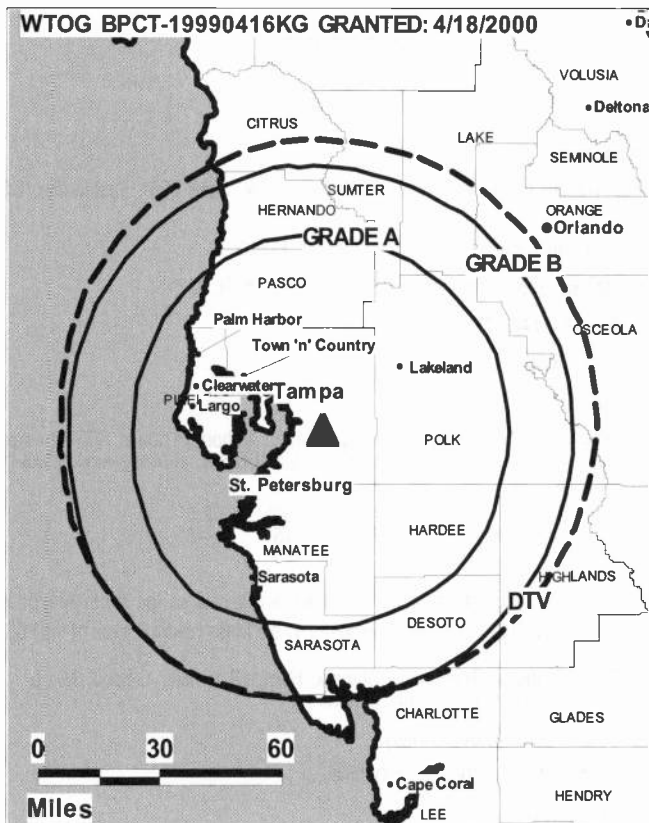 WTOG BPCT-19990416KG GRANTED: 4/18/2000
VOLUSIA
Deltona
CITRUS
LAKE
SEMINOLE
SUMTER
HERNANDO
ORANGE
Orlando
GRADE A
GRADE B
PASCO
OSCEOLA
Palm Harbor
Town 'n' Country
Lakeland
Clearwater
Tampa
Largo
POLK
St. Petersburg
HARDEE
MANATEE
HIGHLANDS
Sarasota
DTV
DESOTO
SARASOTA
CHARLOTTE
GLADES
0 30 60
Cape Coral
HENDRY
Miles
LEE